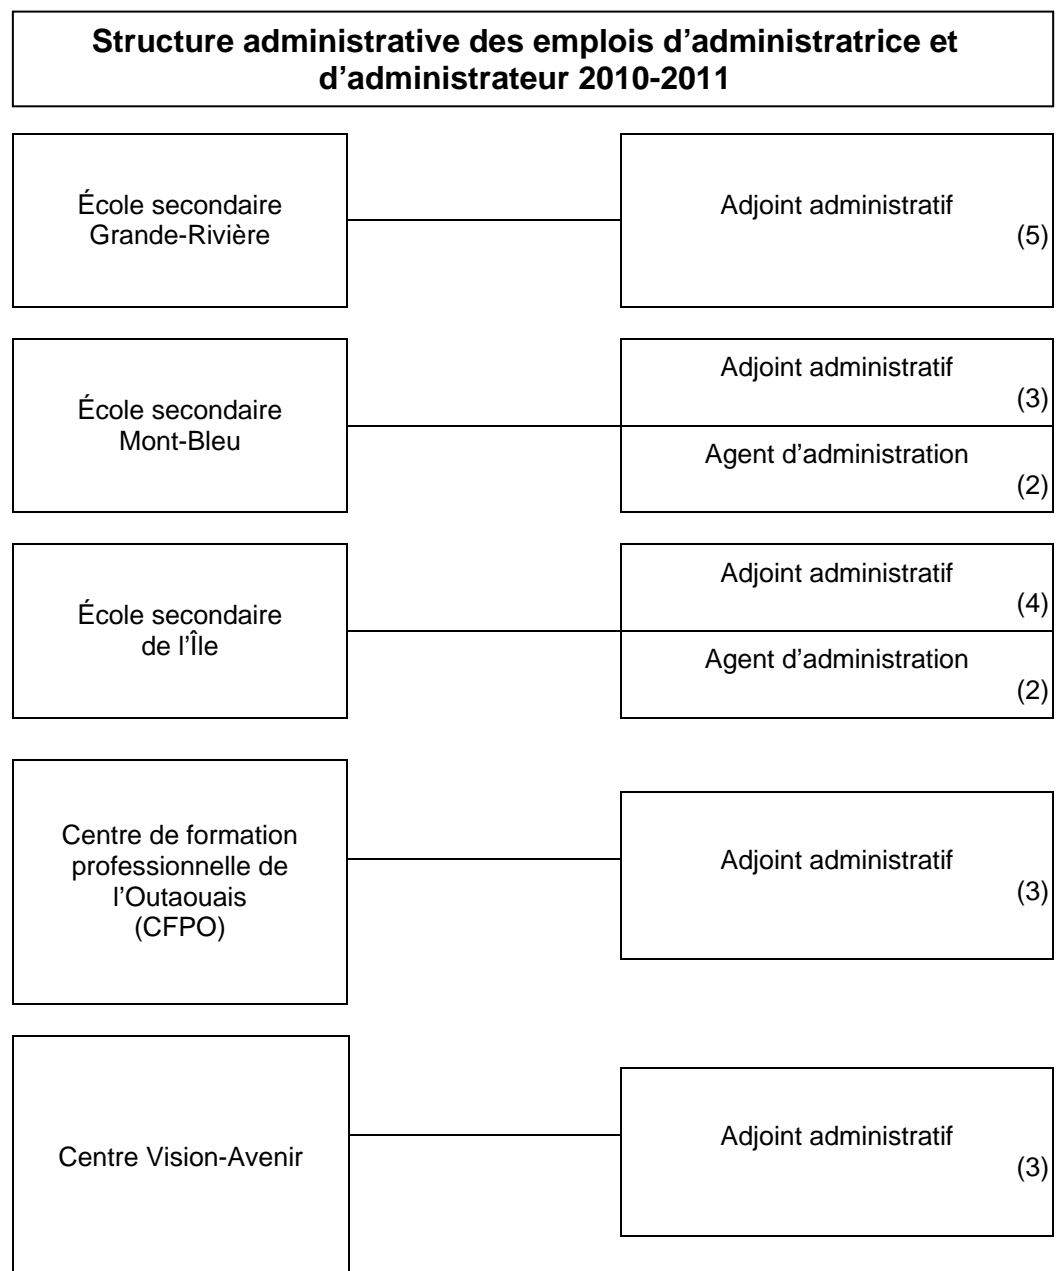 Structure administrative des emplois d’administratrice et
d’administrateur 2010-2011
École secondaire
Grande-Rivière
Adjoint administratif
(5)
École secondaire
Mont-Bleu
Adjoint administratif
(3)
Agent d’administration
(2)
École secondaire
de l’Île
Adjoint administratif
(4)
Agent d’administration
(2)
Centre de formation
professionnelle de
l’Outaouais
(CFPO)
Adjoint administratif
(3)
Centre Vision-Avenir
Adjoint administratif
(3)